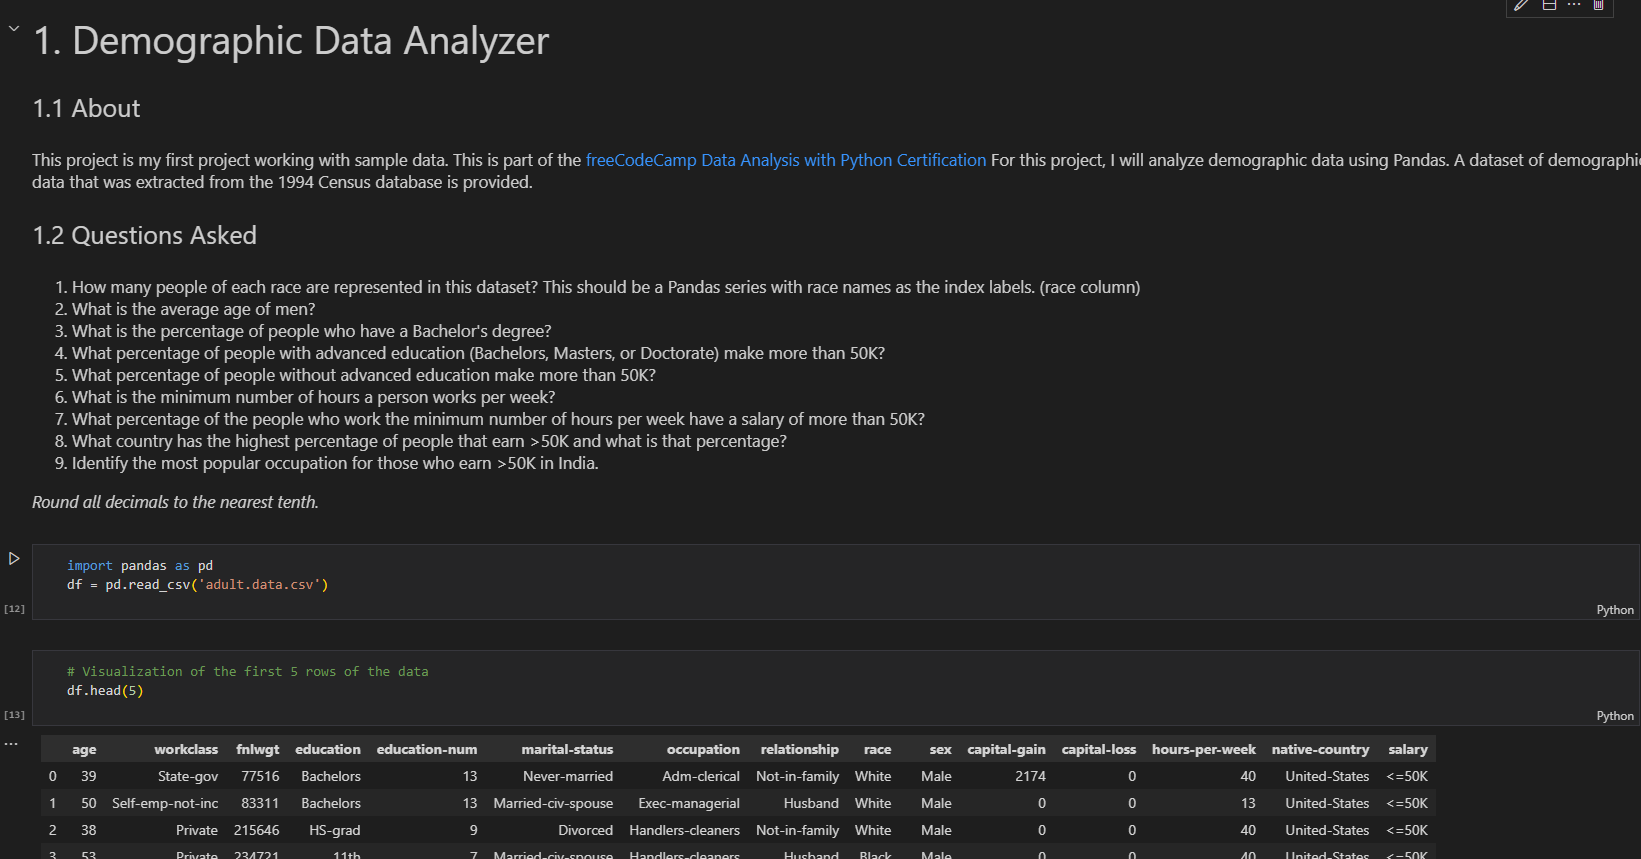 1. Demographic Data Analyzer
1.1 About
This project is my first project working with sample data. This is part of the freeCodeCamp Data Analysis with Python Certification For this project, I will analyze demographic data using Pandas. A dataset of demographic
data that was extracted from the 1994 Census database is provided.
1.2 Questions Asked
1. How many people of each race are represented in this dataset? This should be a Pandas series with race names as the index labels. (race column)
2. What is the average age of men?
3. What is the percentage of people who have a Bachelor's degree?
4. What percentage of people with advanced education (Bachelors, Masters, or Doctorate) make more than 50K?
5. What percentage of people without advanced education make more than 50K?
6. What is the minimum number of hours a person works per week?
7. What percentage of the people who work the minimum number of hours per week have a salary of more than 50K?
8. What country has the highest percentage of people that earn >50K and what is that percentage?
9. Identify the most popular occupation for those who earn >50K in India.
Round all decimals to the nearest tenth.
import pandas as pd
df = pd.read_csv('adult.data.csv')
[12] Python
# Visualization of the first 5 rows of the data
df.head(5)
[13] Python
age workclass fnlwgt education education-num marital-status occupation relationship race sex capital-gain capital-loss hours-per-week native-country salary
0 39 State-gov 77516 Bachelors 13 Never-married Adm-clerical Not-in-family White Male 2174 0 40 United-States <=50K
1 50 Self-emp-not-inc 83311 Bachelors 13 Married-civ-spouse Exec-managerial Husband White Male 0 0 13 United-States <=50K
2 38 Private 215646 HS-grad 9 Divorced Handlers-cleaners Not-in-family White Male 0 0 40 United-States <=50K
3 53 Private 234721 11th 7 Married-civ-spouse Handlers-cleaners Husband Black Male 0 0 40 United-States <=50K